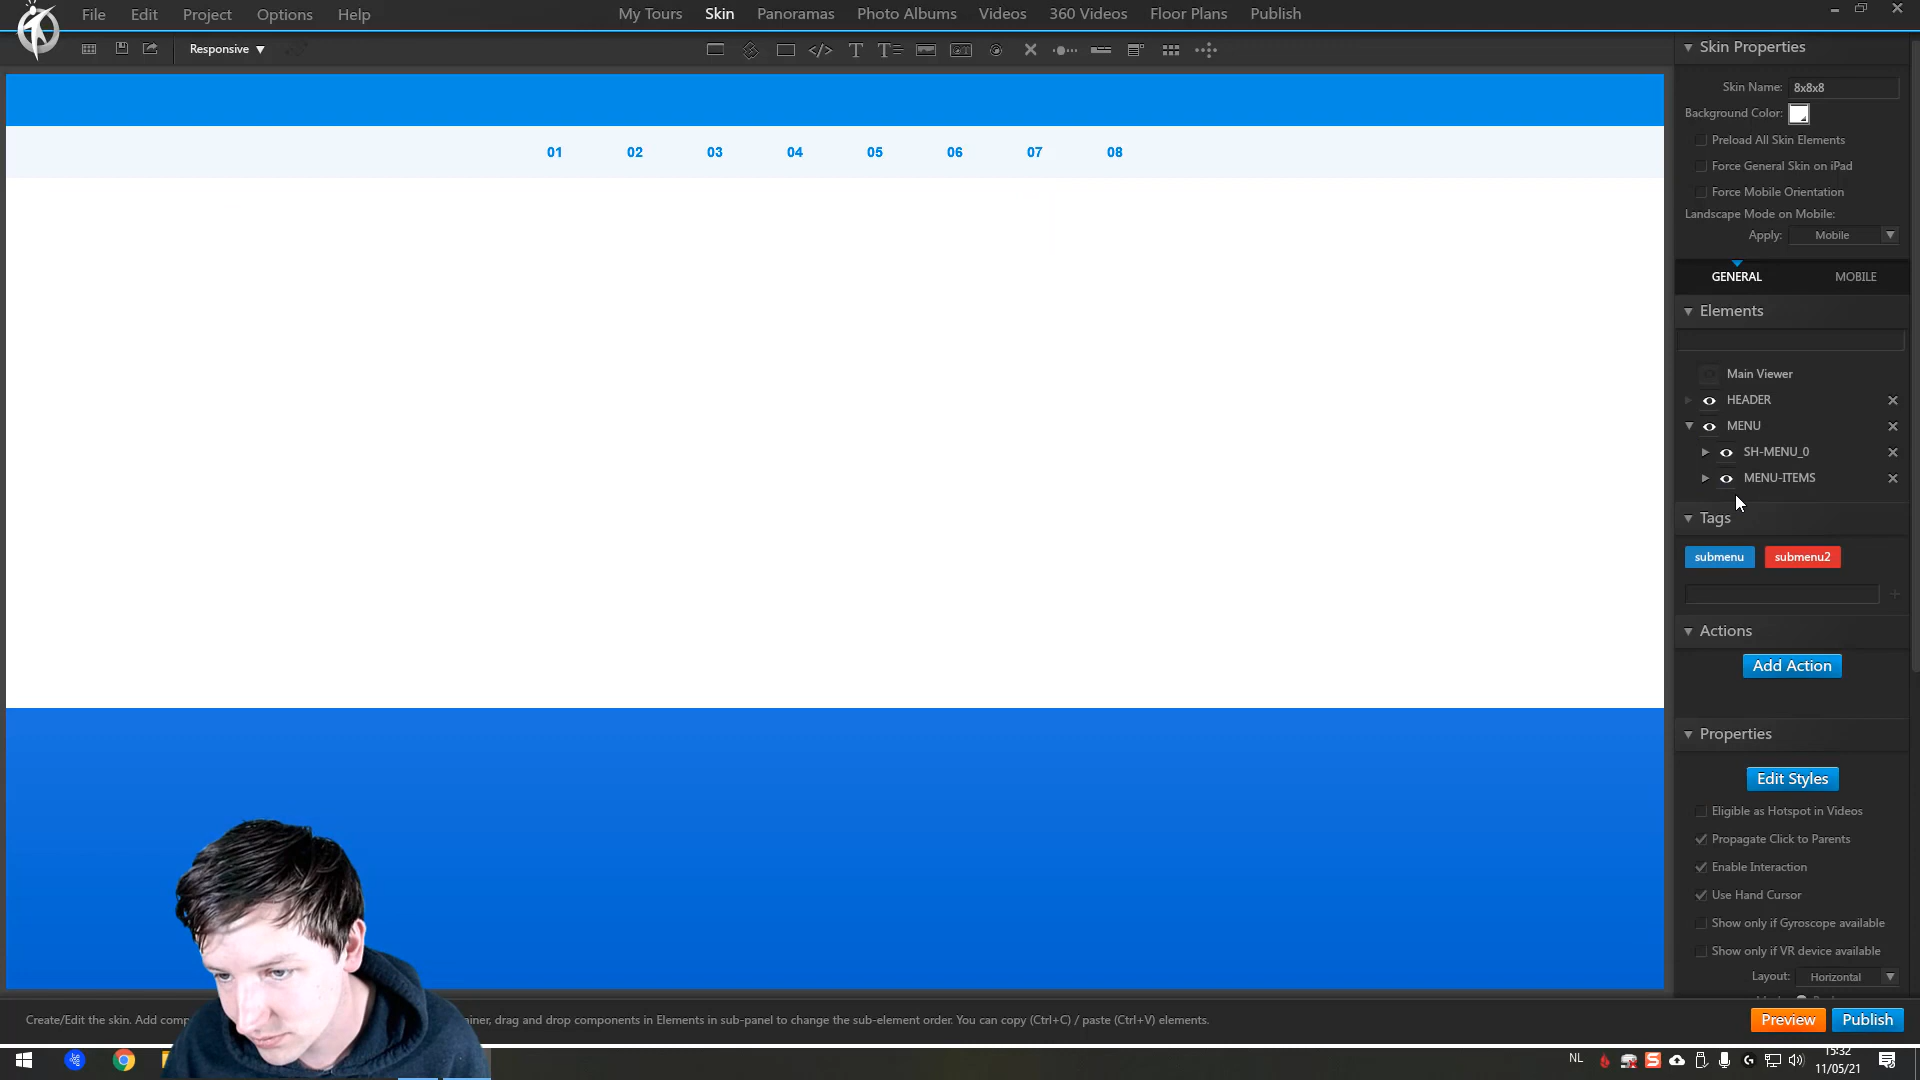 File Edit Project Options Help
My Tours Skin Panoramas Photo Albums Videos 360 Videos Floor Plans Publish
Responsive
Skin Properties
Skin Name: 8x8x8
Background Color:
Preload All Skin Elements
Force General Skin on iPad
Force Mobile Orientation
Landscape Mode on Mobile:
Apply: Mobile
GENERAL MOBILE
Elements
Main Viewer
HEADER
MENU
SH-MENU_0
MENU-ITEMS
Tags
submenu submenu2
Actions
Add Action
Properties
Edit Styles
Eligible as Hotspot in Videos
Propagate Click to Parents
Enable Interaction
Use Hand Cursor
Show only if Gyroscope available
Show only if VR device available
Layout: Horizontal
01 02 03 04 05 06 07 08
Create/Edit the skin. Add
drag and drop components in Elements in sub-panel to change the sub-element order. You can copy (Ctrl+C) / paste (Ctrl+V) elements.
Preview Publish
NL
15:32
11/05/21